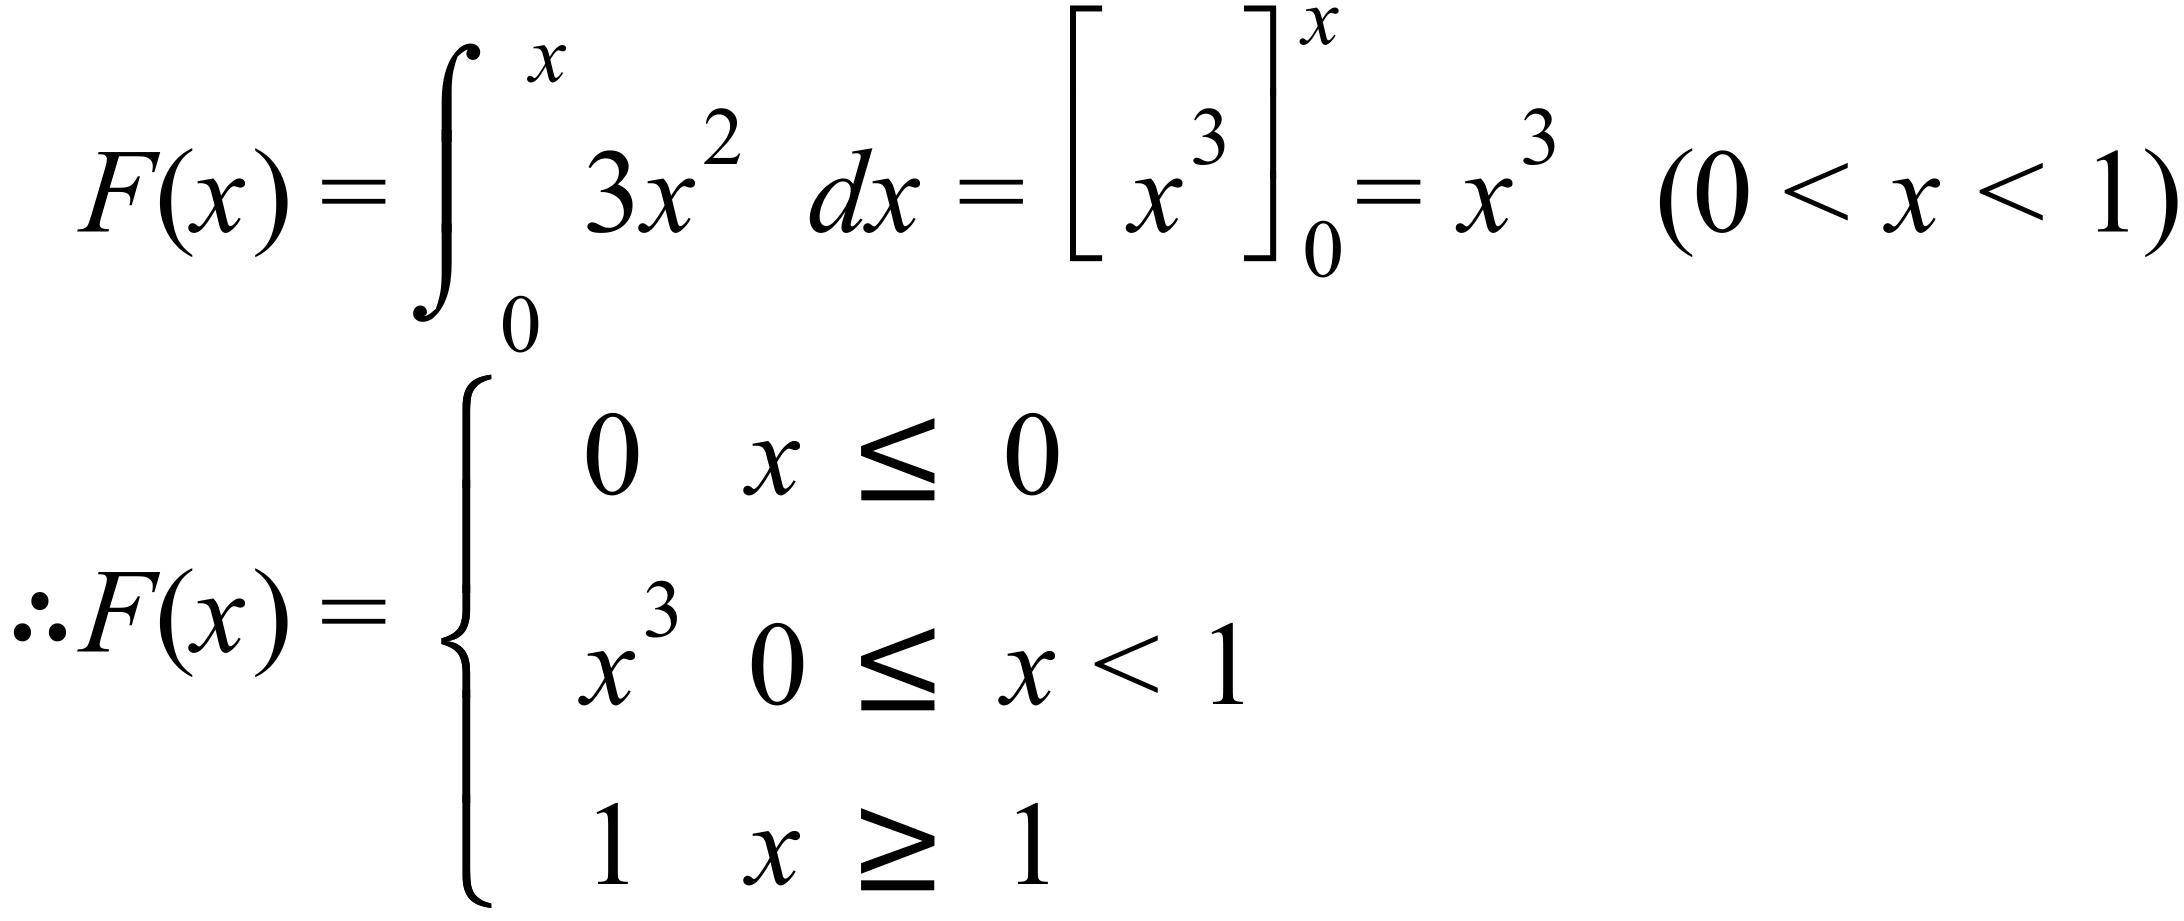 F(x) = ∫₀ˣ 3x² dx = [x³]₀ˣ = x³ (0 < x < 1)
∴F(x) = {
0 x ≦ 0
x³ 0 ≦ x < 1
1 x ≧ 1